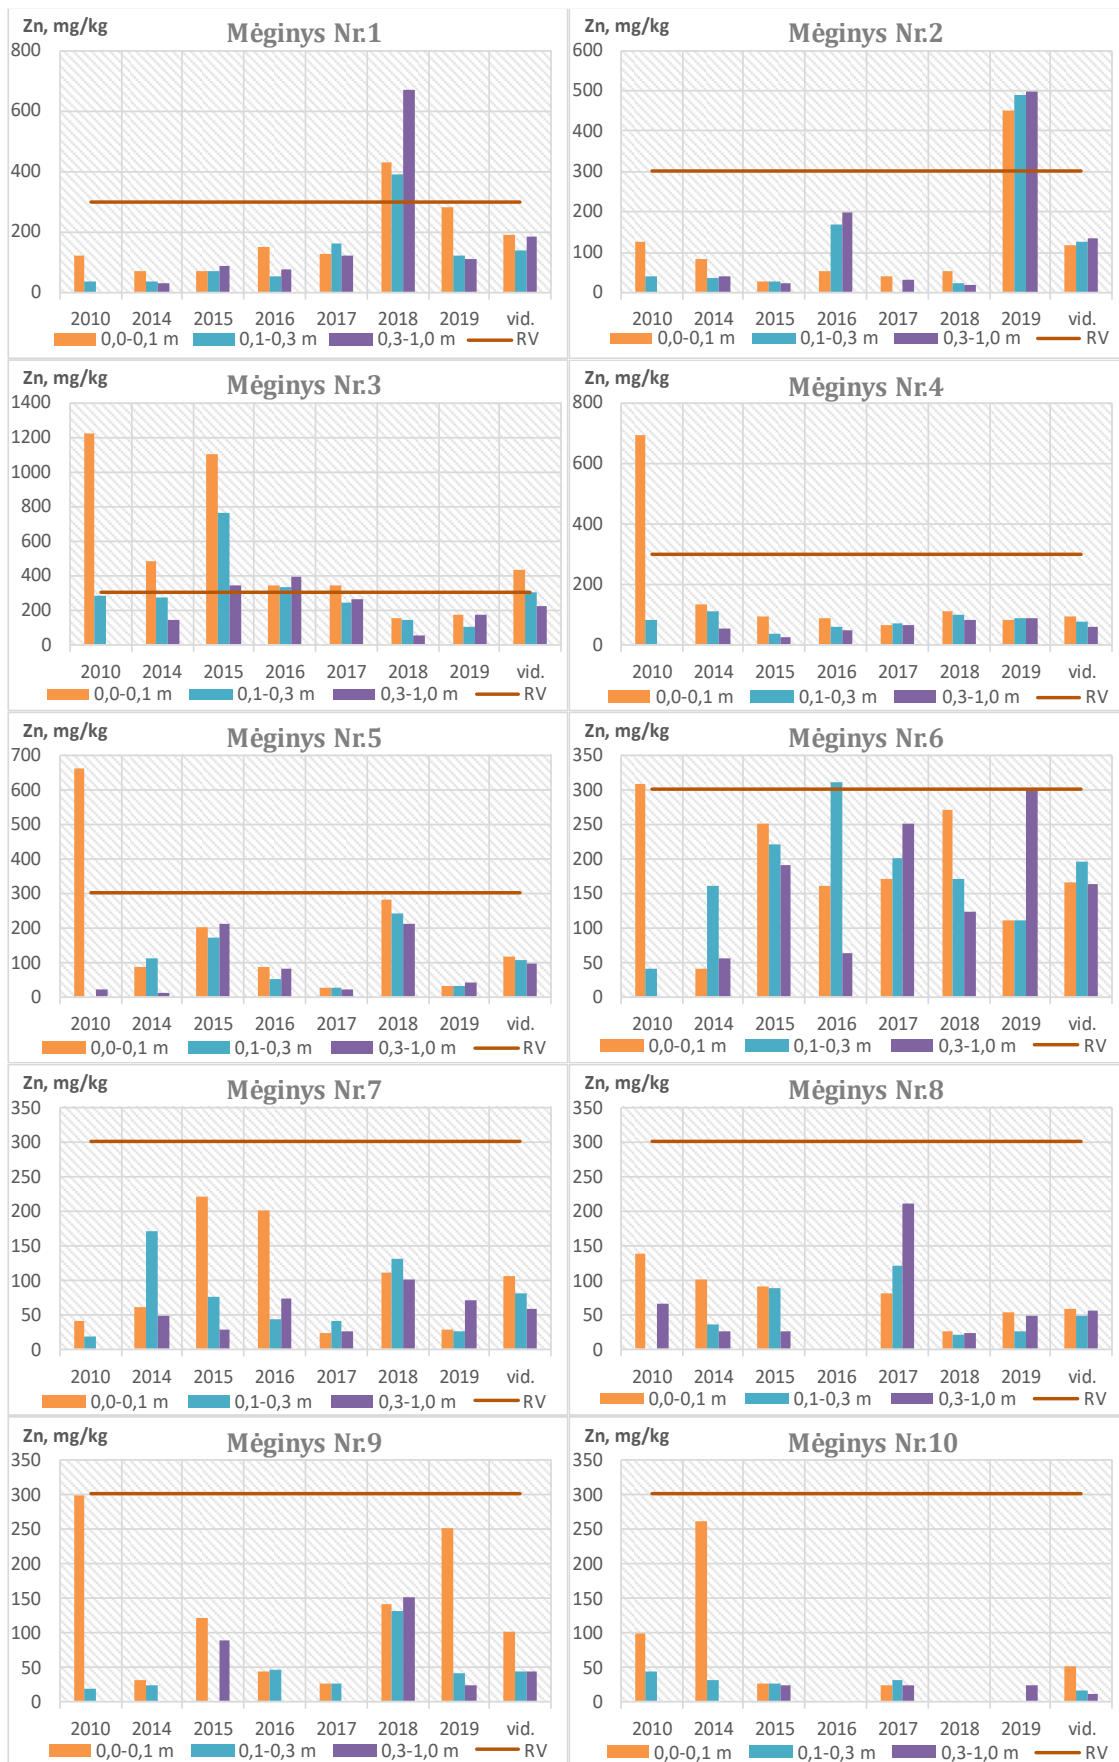 Zn, mg/kg
Mėginys Nr.1
800
600
400
200
0
2010 2014 2015 2016 2017 2018 2019 vid.
0,0-0,1 m 0,1-0,3 m 0,3-1,0 m RV
Zn, mg/kg
Mėginys Nr.2
600
500
400
300
200
100
0
2010 2014 2015 2016 2017 2018 2019 vid.
0,0-0,1 m 0,1-0,3 m 0,3-1,0 m RV
Zn, mg/kg
Mėginys Nr.3
1400
1200
1000
800
600
400
200
0
2010 2014 2015 2016 2017 2018 2019 vid.
0,0-0,1 m 0,1-0,3 m 0,3-1,0 m RV
Zn, mg/kg
Mėginys Nr.4
800
600
400
200
0
2010 2014 2015 2016 2017 2018 2019 vid.
0,0-0,1 m 0,1-0,3 m 0,3-1,0 m RV
Zn, mg/kg
Mėginys Nr.5
700
600
500
400
300
200
100
0
2010 2014 2015 2016 2017 2018 2019 vid.
0,0-0,1 m 0,1-0,3 m 0,3-1,0 m RV
Zn, mg/kg
Mėginys Nr.6
350
300
250
200
150
100
50
0
2010 2014 2015 2016 2017 2018 2019 vid.
0,0-0,1 m 0,1-0,3 m 0,3-1,0 m RV
Zn, mg/kg
Mėginys Nr.7
350
300
250
200
150
100
50
0
2010 2014 2015 2016 2017 2018 2019 vid.
0,0-0,1 m 0,1-0,3 m 0,3-1,0 m RV
Zn, mg/kg
Mėginys Nr.8
350
300
250
200
150
100
50
0
2010 2014 2015 2016 2017 2018 2019 vid.
0,0-0,1 m 0,1-0,3 m 0,3-1,0 m RV
Zn, mg/kg
Mėginys Nr.9
350
300
250
200
150
100
50
0
2010 2014 2015 2016 2017 2018 2019 vid.
0,0-0,1 m 0,1-0,3 m 0,3-1,0 m RV
Zn, mg/kg
Mėginys Nr.10
350
300
250
200
150
100
50
0
2010 2014 2015 2016 2017 2018 2019 vid.
0,0-0,1 m 0,1-0,3 m 0,3-1,0 m RV